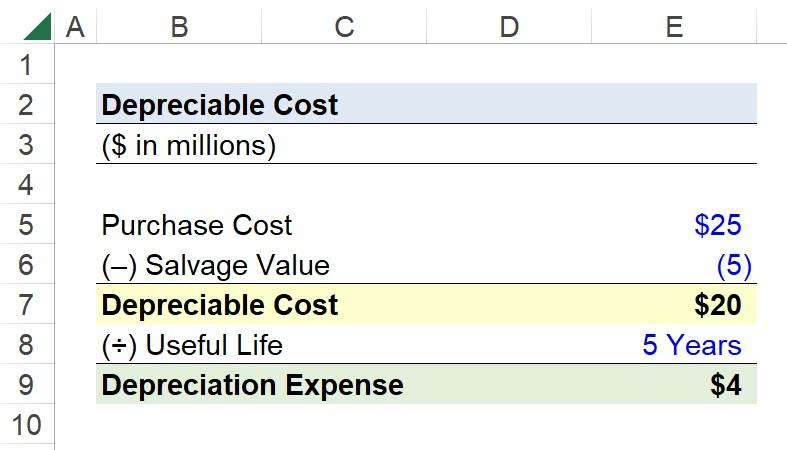 A B C D E
1
2 Depreciable Cost
3 ($ in millions)
4
5 Purchase Cost $25
6 (–) Salvage Value (5)
7 Depreciable Cost $20
8 (÷) Useful Life 5 Years
9 Depreciation Expense $4
10